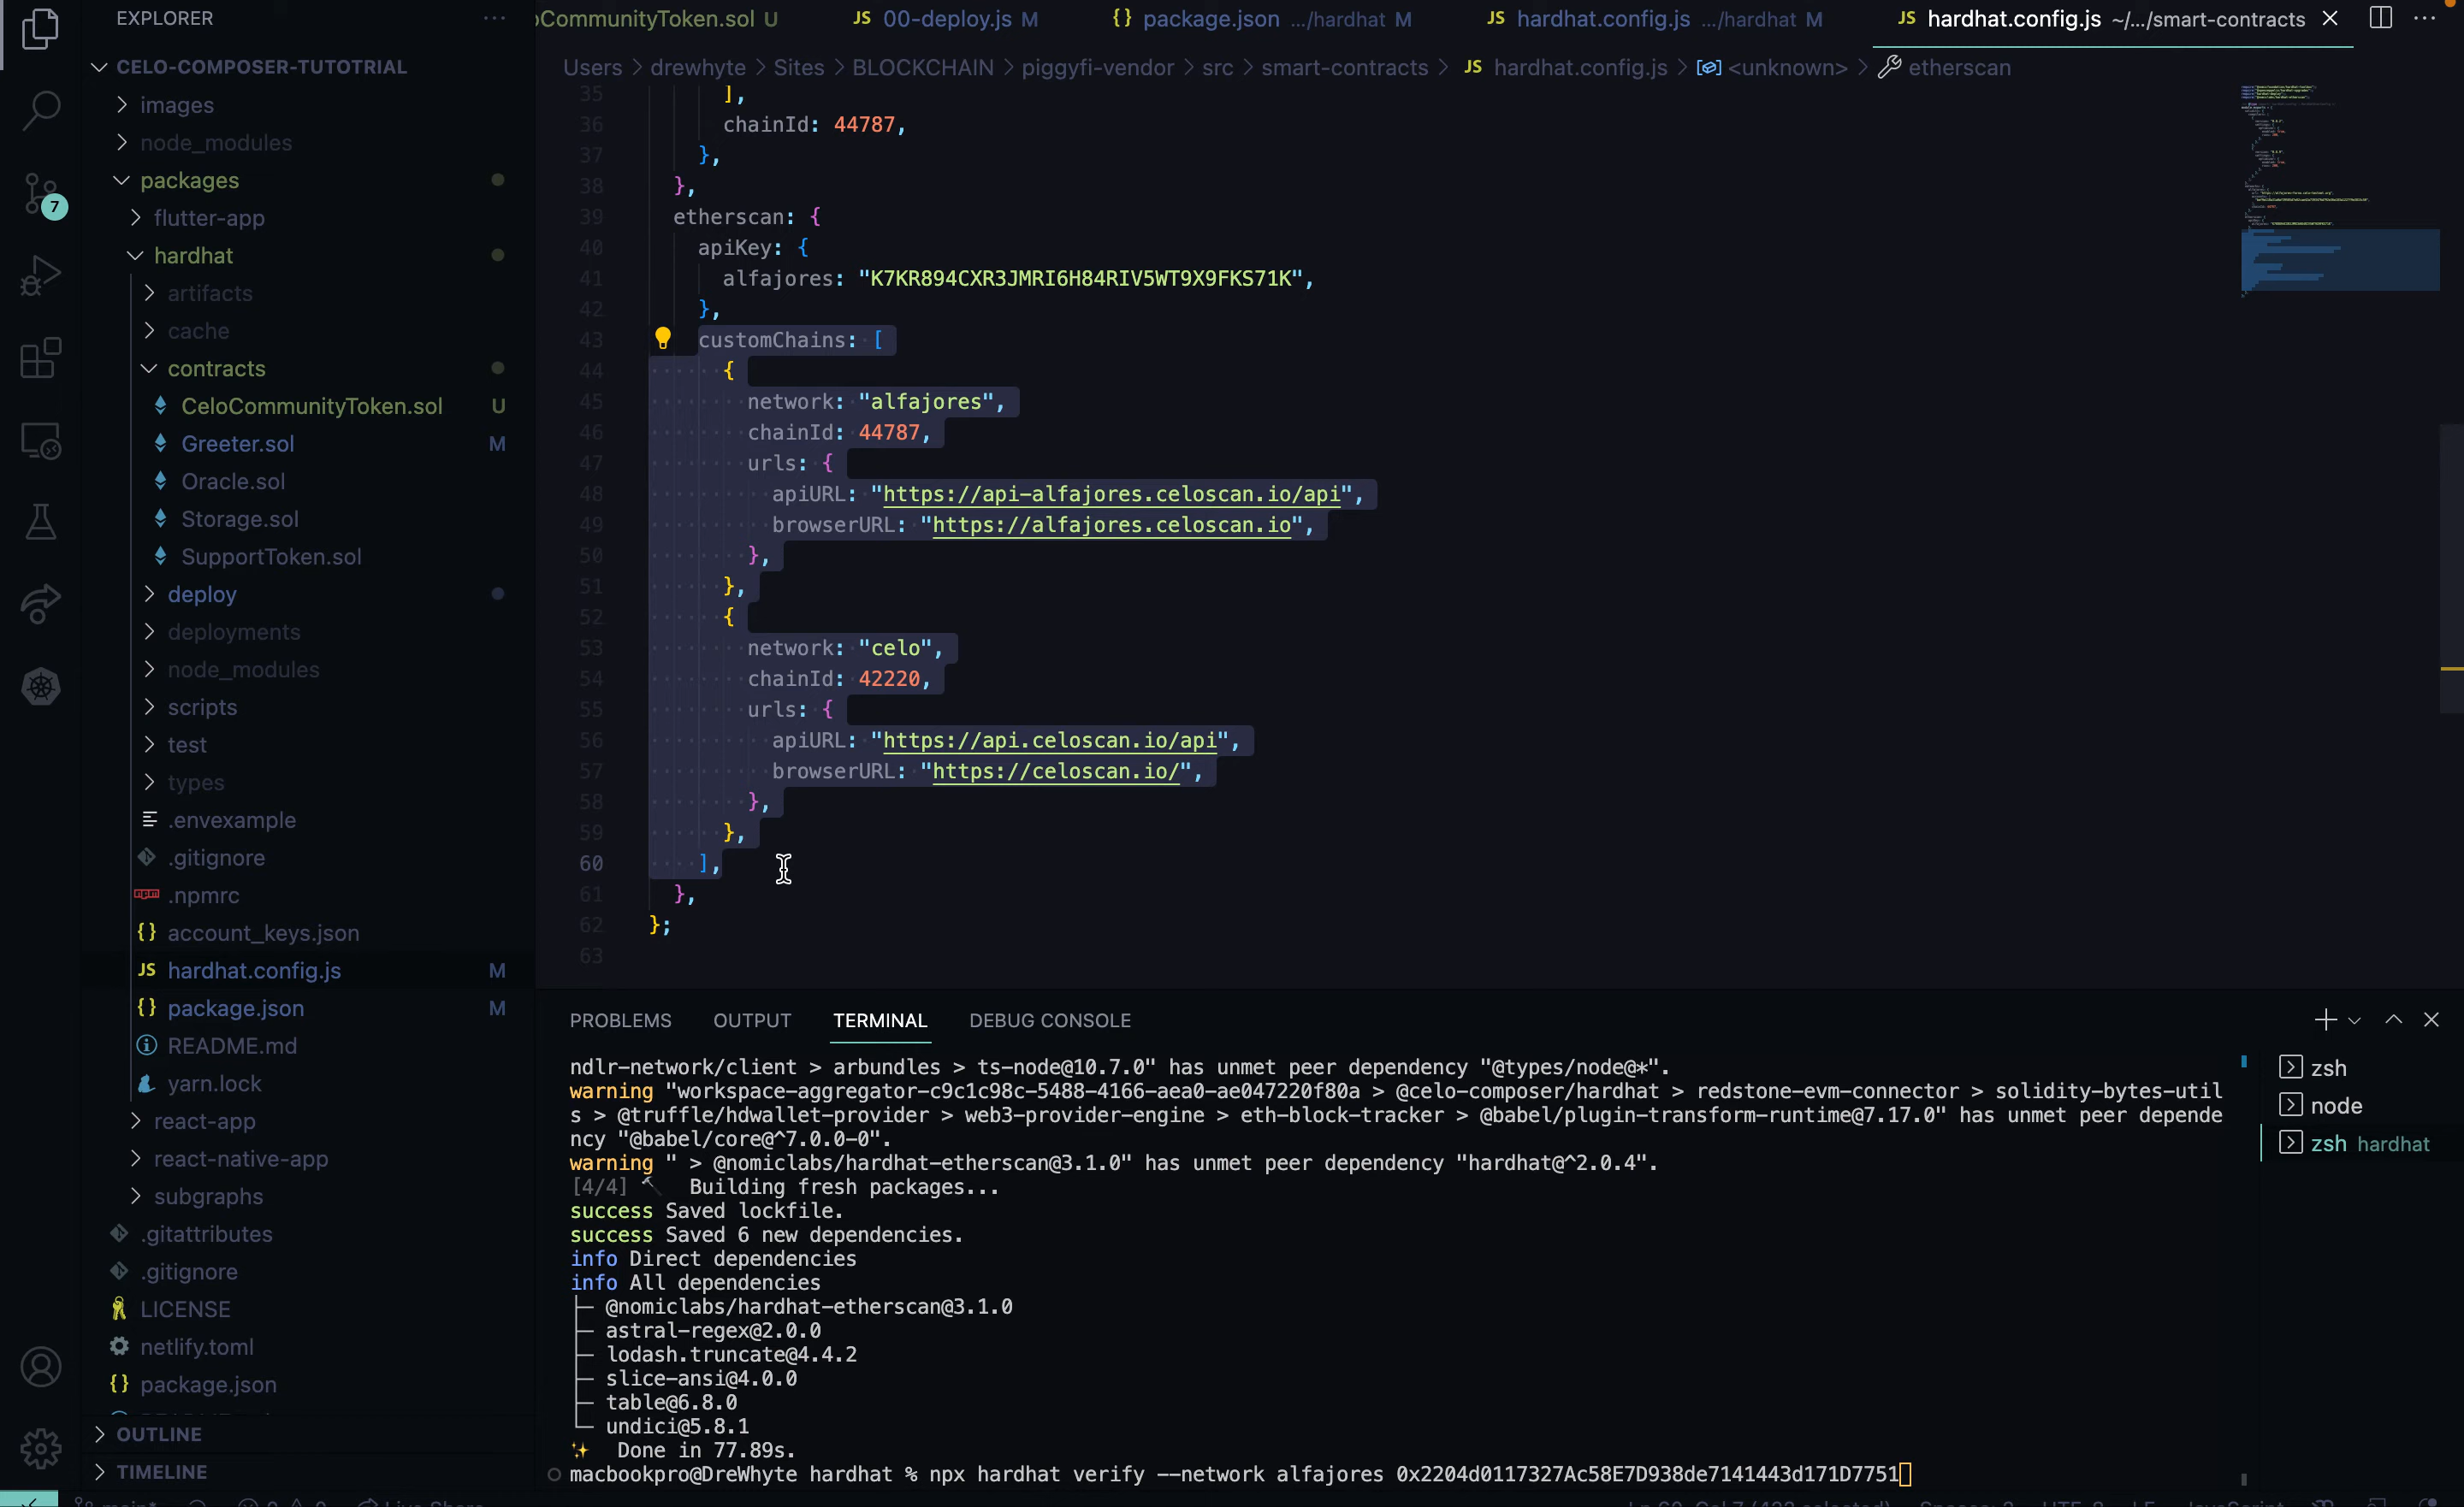 EXPLORER
CELO-COMPOSER-TUTOTRIAL
images
node_modules
packages
flutter-app
hardhat
artifacts
cache
contracts
CeloCommunityToken.sol U
Greeter.sol M
Oracle.sol
Storage.sol
SupportToken.sol
deploy
deployments
node_modules
scripts
test
types
.envexample
.gitignore
.npmrc
account_keys.json
JS hardhat.config.js M
{} package.json M
README.md
yarn.lock
react-app
react-native-app
subgraphs
.gitattributes
.gitignore
LICENSE
netlify.toml
{} package.json
OUTLINE
TIMELINE
7
oCommunityToken.sol U JS 00-deploy.js M {} package.json .../hardhat M JS hardhat.config.js .../hardhat M JS hardhat.config.js ~/.../smart-contracts
Users > drewhyte > Sites > BLOCKCHAIN > piggyfi-vendor > src > smart-contracts > JS hardhat.config.js > <unknown> > etherscan
35 ],
36 chainId: 44787,
37 },
38 },
39 etherscan: {
40 apiKey: {
41 alfajores: "K7KR894CXR3JMRI6H84RIV5WT9X9FKS71K",
42 },
43 customChains: [
44 {
45 network: "alfajores",
46 chainId: 44787,
47 urls: {
48 apiURL: "https://api-alfajores.celoscan.io/api",
49 browserURL: "https://alfajores.celoscan.io",
50 },
51 },
52 {
53 network: "celo",
54 chainId: 42220,
55 urls: {
56 apiURL: "https://api.celoscan.io/api",
57 browserURL: "https://celoscan.io/",
58 },
59 },
60 ],
61 },
62 };
63
PROBLEMS OUTPUT TERMINAL DEBUG CONSOLE
ndlr-network/client > arbundles > ts-node@10.7.0" has unmet peer dependency "@types/node@*".
warning "workspace-aggregator-c9c1c98c-5488-4166-aea0-ae047220f80a > @celo-composer/hardhat > redstone-evm-connector > solidity-bytes-util
s > @truffle/hdwallet-provider > web3-provider-engine > eth-block-tracker > @babel/plugin-transform-runtime@7.17.0" has unmet peer depende
ncy "@babel/core@^7.0.0-0".
warning " > @nomiclabs/hardhat-etherscan@3.1.0" has unmet peer dependency "hardhat@^2.0.4".
[4/4] Building fresh packages...
success Saved lockfile.
success Saved 6 new dependencies.
info Direct dependencies
info All dependencies
├─ @nomiclabs/hardhat-etherscan@3.1.0
├─ astral-regex@2.0.0
├─ lodash.truncate@4.4.2
├─ slice-ansi@4.0.0
├─ table@6.8.0
└─ undici@5.8.1
✨ Done in 77.89s.
macbookpro@DreWhyte hardhat % npx hardhat verify --network alfajores 0x2204d0117327Ac58E7D938de7141443d171D7751
zsh
node
zsh hardhat